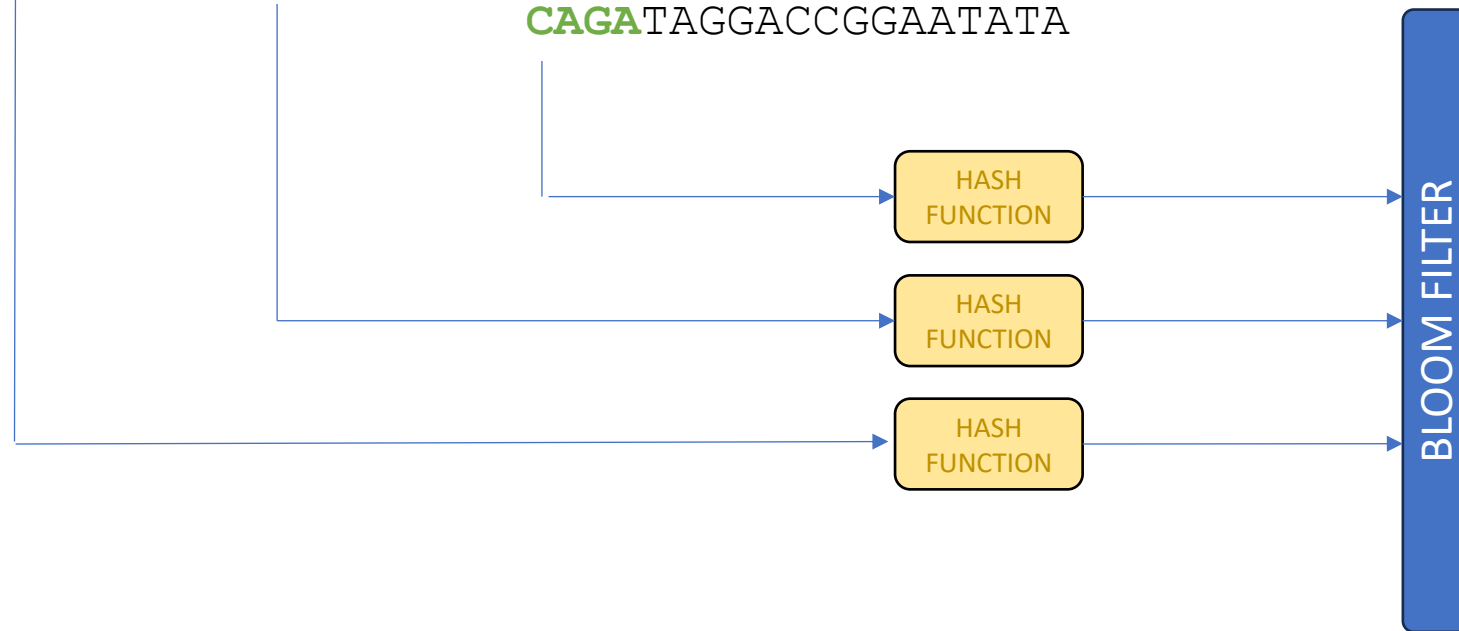 CAGATAGGACCGGAATATA
HASH
FUNCTION
HASH
FUNCTION
HASH
FUNCTION
BLOOM FILTER